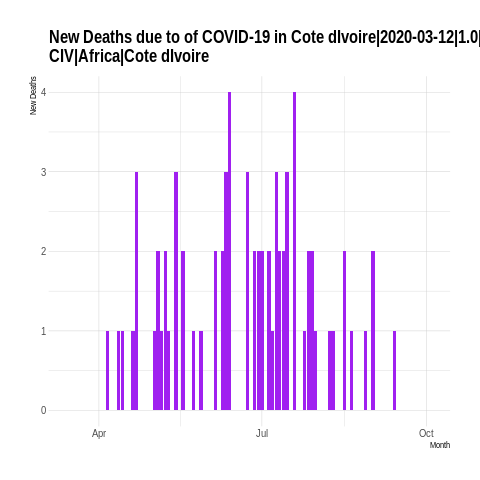 New Deaths due to of COVID-19 in Cote dIvoire|2020-03-12|1.0|
CIV|Africa|Cote dIvoire
New Deaths
4
3
2
1
0
Apr
Jul
Oct
Month